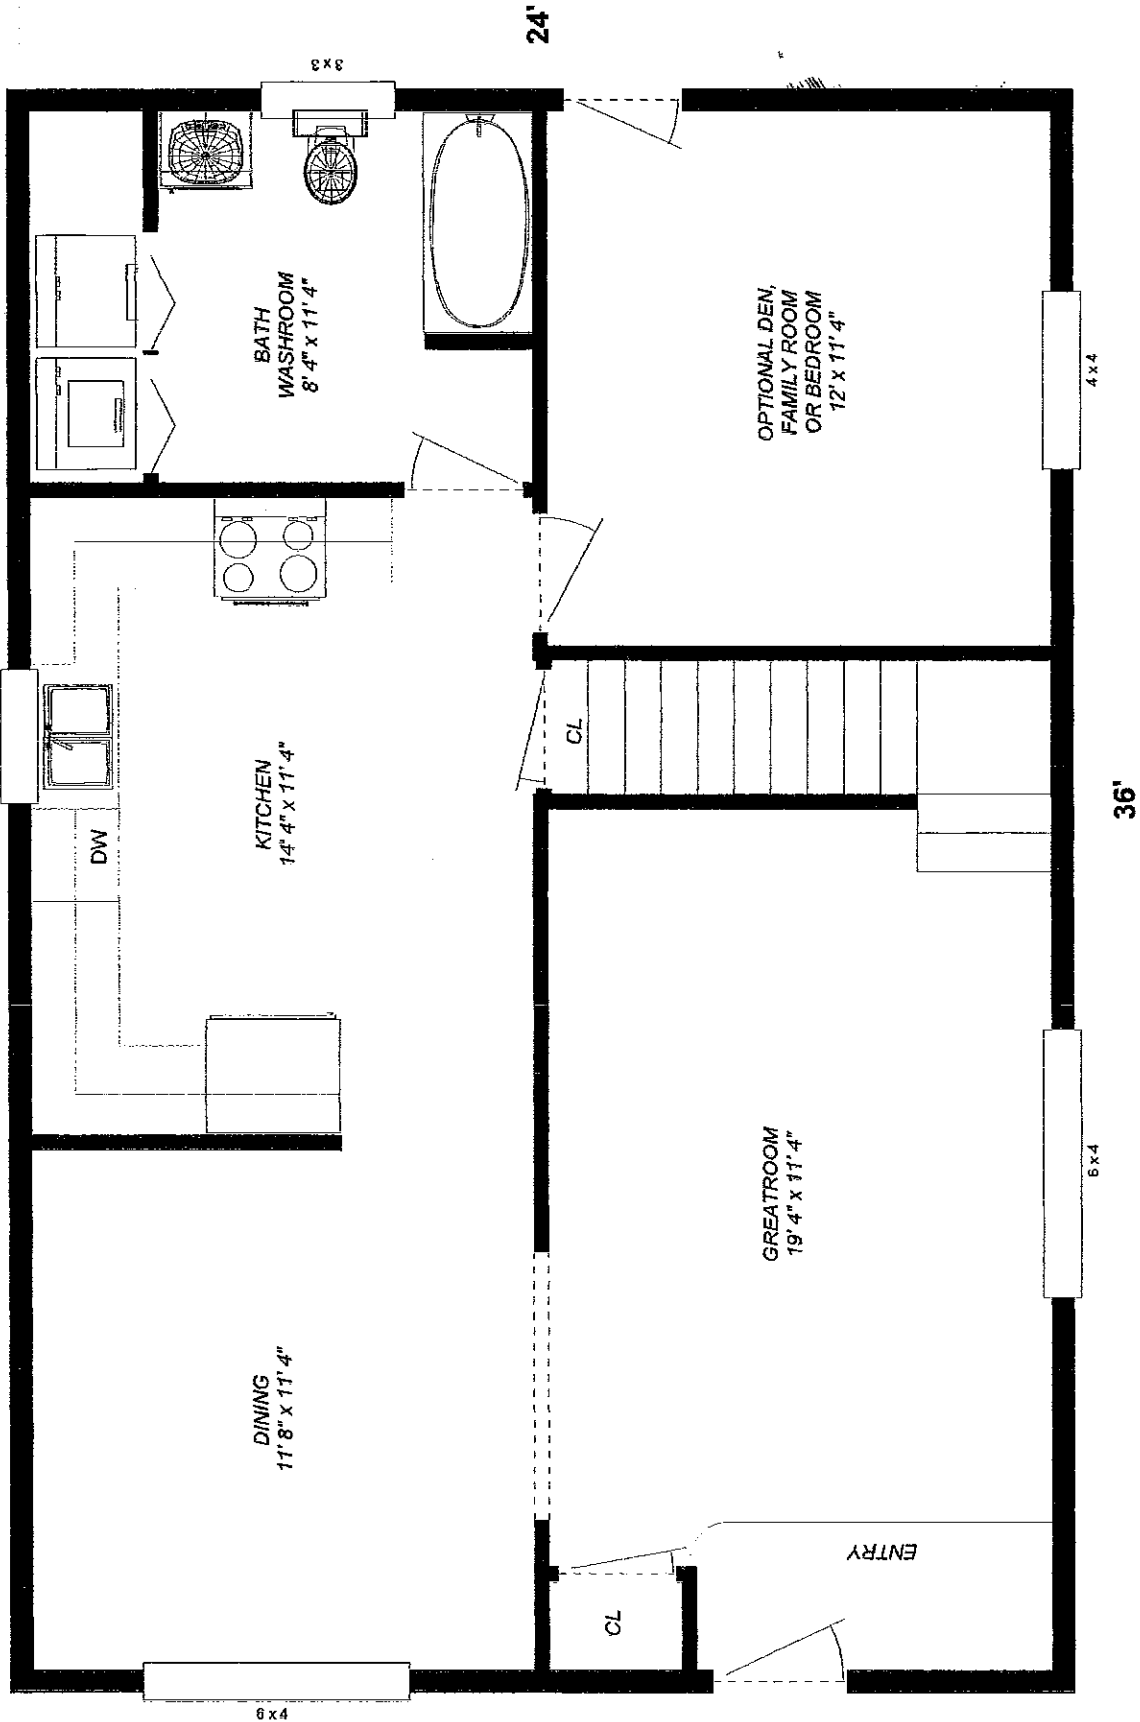 24'
3 x 3
BATH
WASHROOM
8' 4" x 11' 4"
OPTIONAL DEN,
FAMILY ROOM
OR BEDROOM
12' x 11' 4"
4 x 4
KITCHEN
14' 4" x 11' 4"
DW
CL
36'
DINING
11' 8" x 11' 4"
GREATROOM
19' 4" x 11' 4"
6 x 4
ENTRY
CL
6 x 4